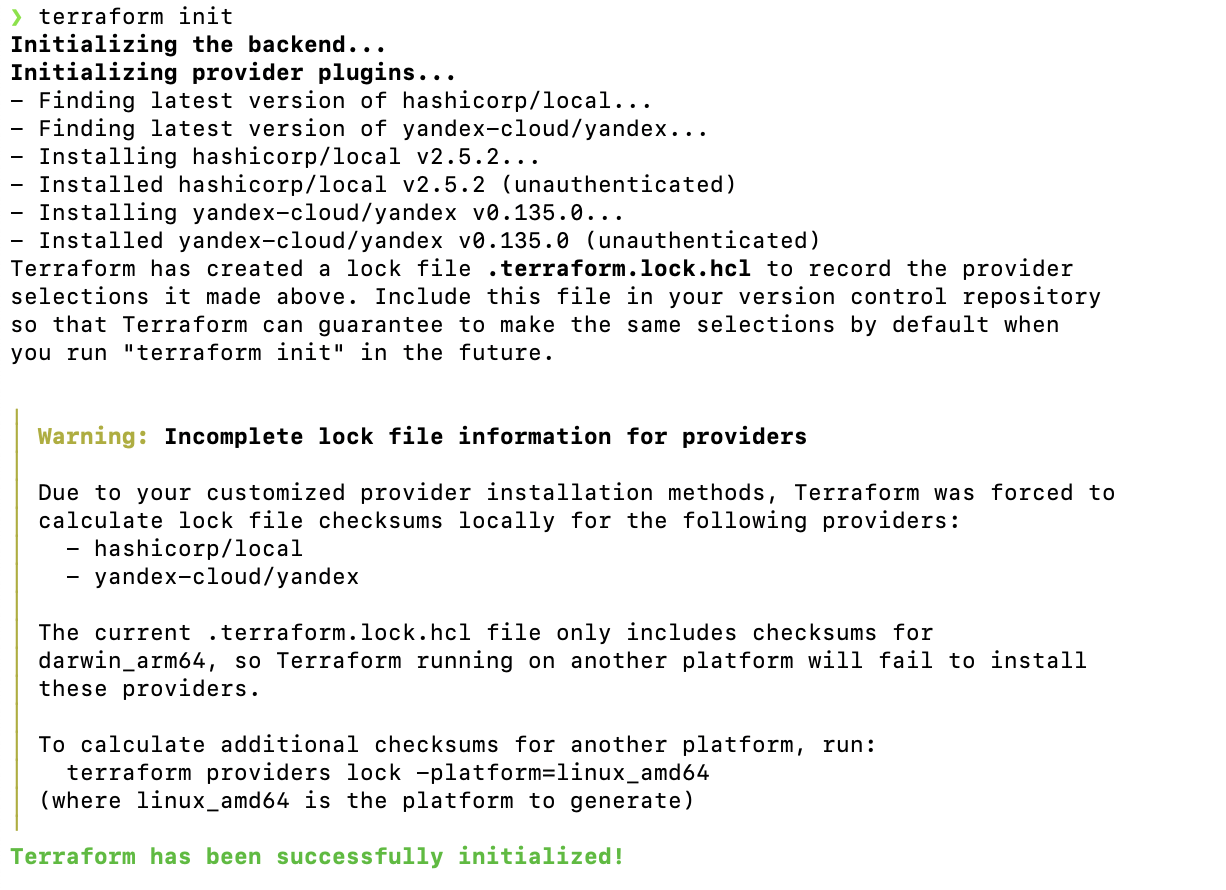 ❯ terraform init
Initializing the backend...
Initializing provider plugins...
- Finding latest version of hashicorp/local...
- Finding latest version of yandex-cloud/yandex...
- Installing hashicorp/local v2.5.2...
- Installed hashicorp/local v2.5.2 (unauthenticated)
- Installing yandex-cloud/yandex v0.135.0...
- Installed yandex-cloud/yandex v0.135.0 (unauthenticated)
Terraform has created a lock file .terraform.lock.hcl to record the provider
selections it made above. Include this file in your version control repository
so that Terraform can guarantee to make the same selections by default when
you run "terraform init" in the future.
Warning: Incomplete lock file information for providers
Due to your customized provider installation methods, Terraform was forced to
calculate lock file checksums locally for the following providers:
- hashicorp/local
- yandex-cloud/yandex
The current .terraform.lock.hcl file only includes checksums for
darwin_arm64, so Terraform running on another platform will fail to install
these providers.
To calculate additional checksums for another platform, run:
terraform providers lock -platform=linux_amd64
(where linux_amd64 is the platform to generate)
Terraform has been successfully initialized!